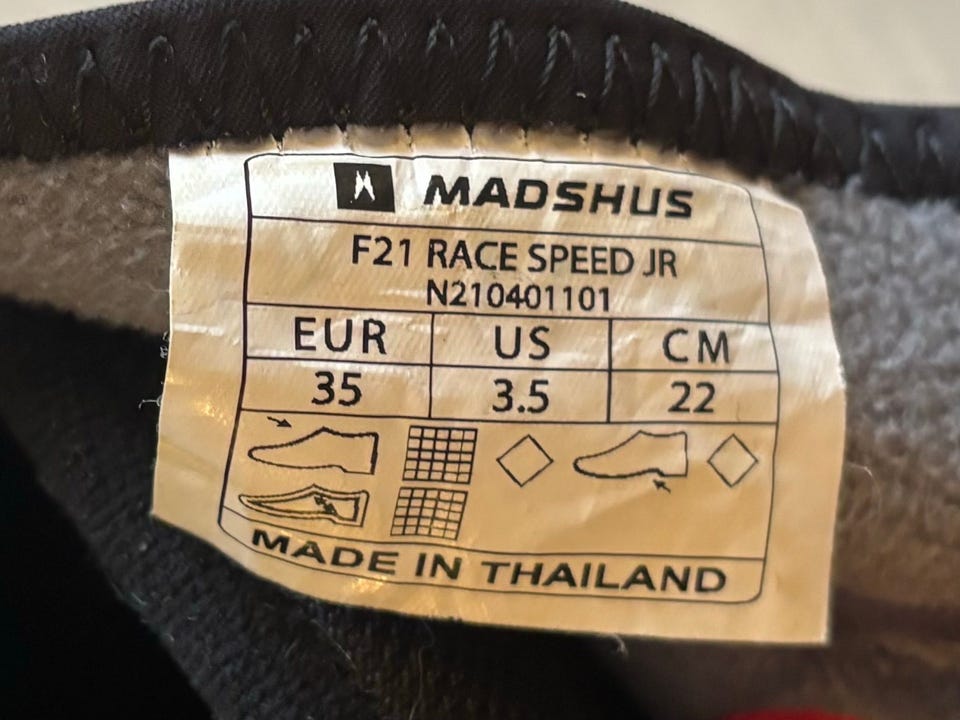 MADSHUS
F21 RACE SPEED JR
N210401101
EUR US CM
35 3.5 22
MADE IN THAILAND